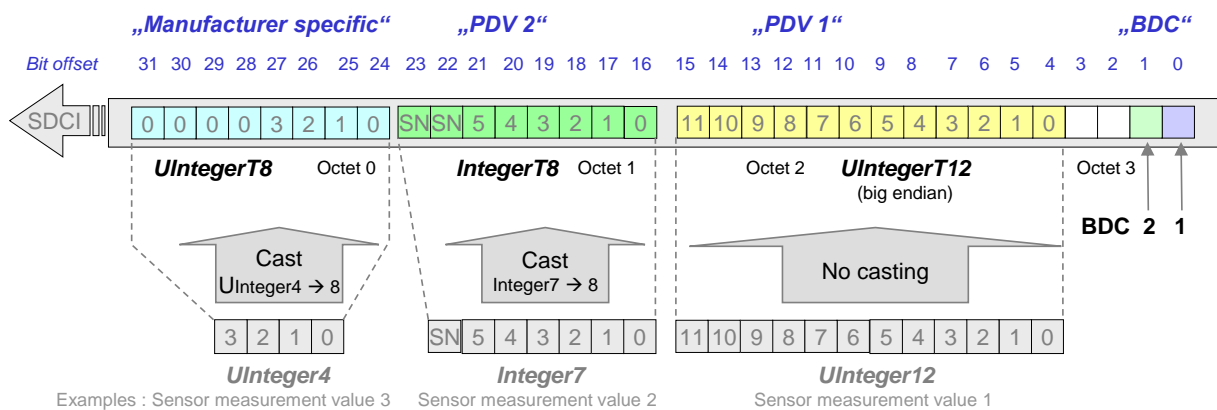 „Manufacturer specific“ „PDV 2“ „PDV 1“ „BDC“
Bit offset 31 30 29 28 27 26 25 24 23 22 21 20 19 18 17 16 15 14 13 12 11 10 9 8 7 6 5 4 3 2 1 0
SDCI 0 0 0 0 3 2 1 0 SN SN 5 4 3 2 1 0 11 10 9 8 7 6 5 4 3 2 1 0
UIntegerT8 Octet 0 IntegerT8 Octet 1 Octet 2 UIntegerT12 Octet 3
(big endian)
BDC 2 1
Cast Cast No casting
UInteger4 → 8 Integer7 → 8
3 2 1 0 SN 5 4 3 2 1 0 11 10 9 8 7 6 5 4 3 2 1 0
UInteger4 Integer7 UInteger12
Examples : Sensor measurement value 3 Sensor measurement value 2 Sensor measurement value 1